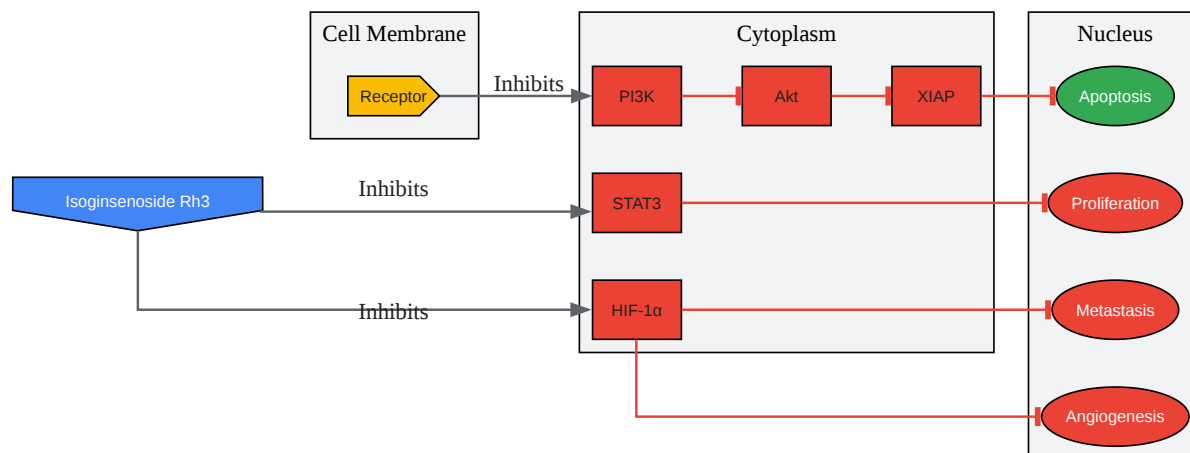 Cell Membrane
Cytoplasm
Nucleus
Receptor
Inhibits
PI3K
Akt
XIAP
Apoptosis
Isoginsenoside Rh3
Inhibits
STAT3
Proliferation
Inhibits
HIF-1α
Metastasis
Angiogenesis